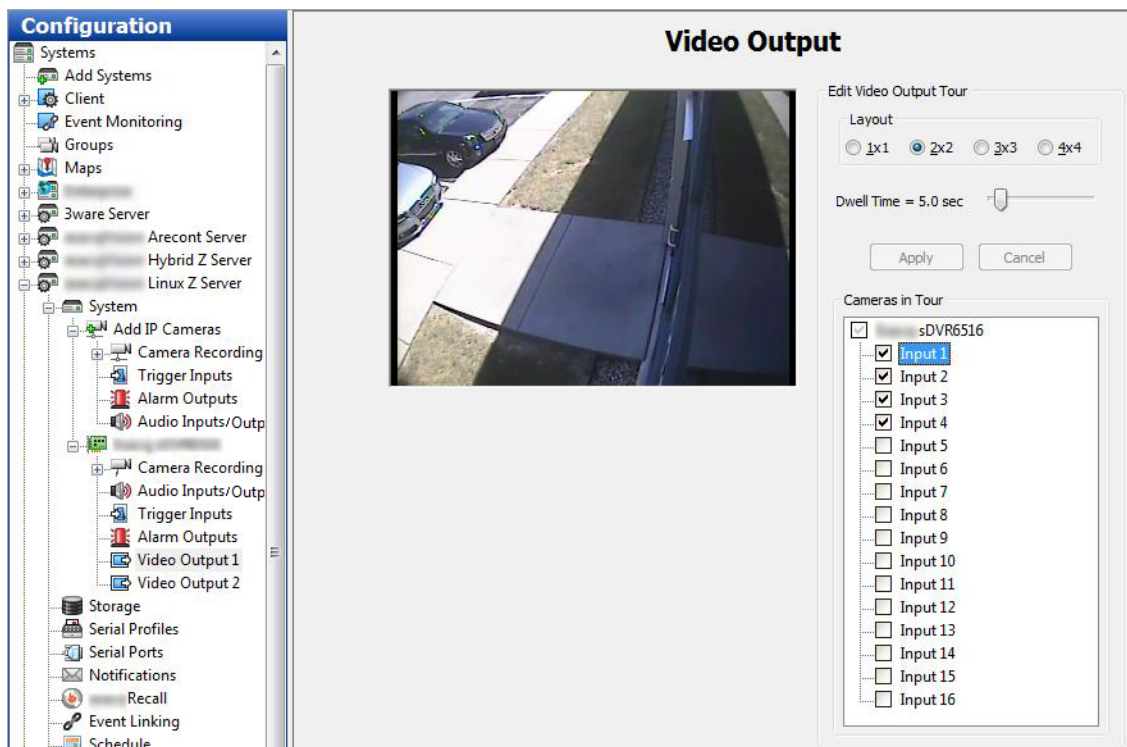 Configuration
Systems
Add Systems
Client
Event Monitoring
Groups
Maps
3ware Server
Arecont Server
Hybrid Z Server
Linux Z Server
System
Add IP Cameras
Camera Recording
Trigger Inputs
Alarm Outputs
Audio Inputs/Outp
Camera Recording
Audio Inputs/Outp
Trigger Inputs
Alarm Outputs
Video Output 1
Video Output 2
Storage
Serial Profiles
Serial Ports
Notifications
Recall
Event Linking
Schedule
Video Output
Edit Video Output Tour
Layout
1x1 2x2 3x3 4x4
Dwell Time = 5.0 sec
Apply Cancel
Cameras in Tour
sDVR6516
Input 1
Input 2
Input 3
Input 4
Input 5
Input 6
Input 7
Input 8
Input 9
Input 10
Input 11
Input 12
Input 13
Input 14
Input 15
Input 16